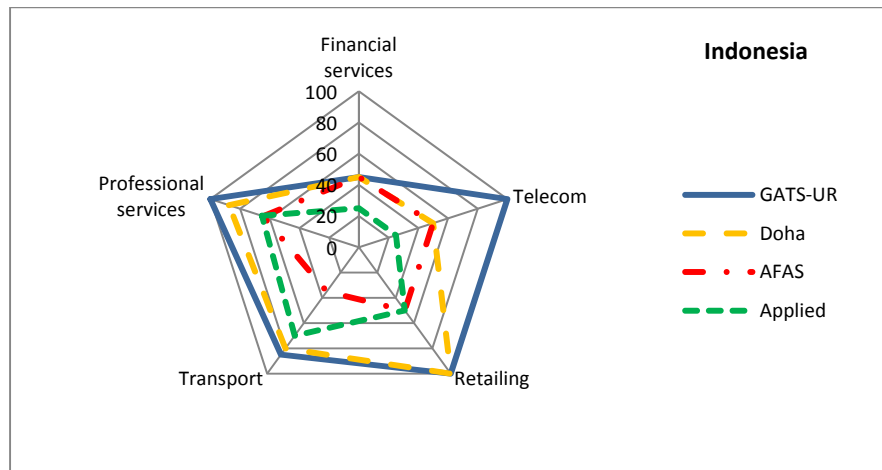 Indonesia
Financial
services
100
80
60
40
20
0
Telecom
Retailing
Transport
Professional
services
GATS-UR
Doha
AFAS
Applied